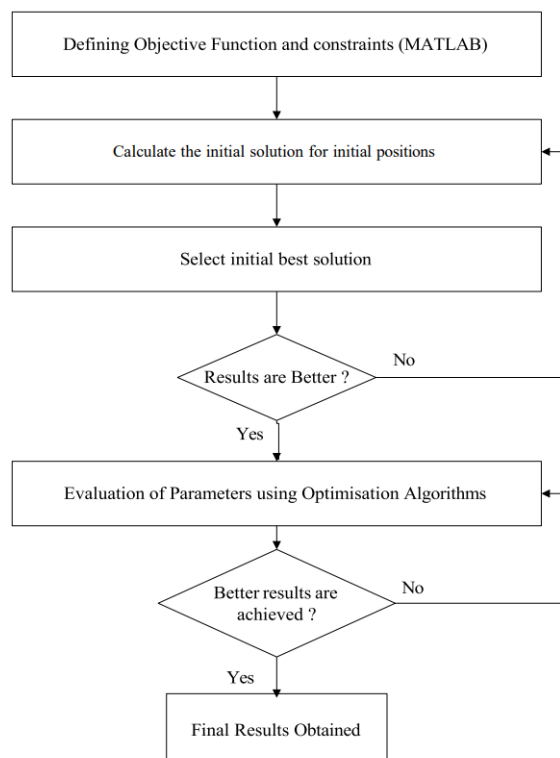 Defining Objective Function and constraints (MATLAB)
Calculate the initial solution for initial positions
Select initial best solution
Results are Better ?
No
Yes
Evaluation of Parameters using Optimisation Algorithms
Better results are
achieved ?
No
Yes
Final Results Obtained